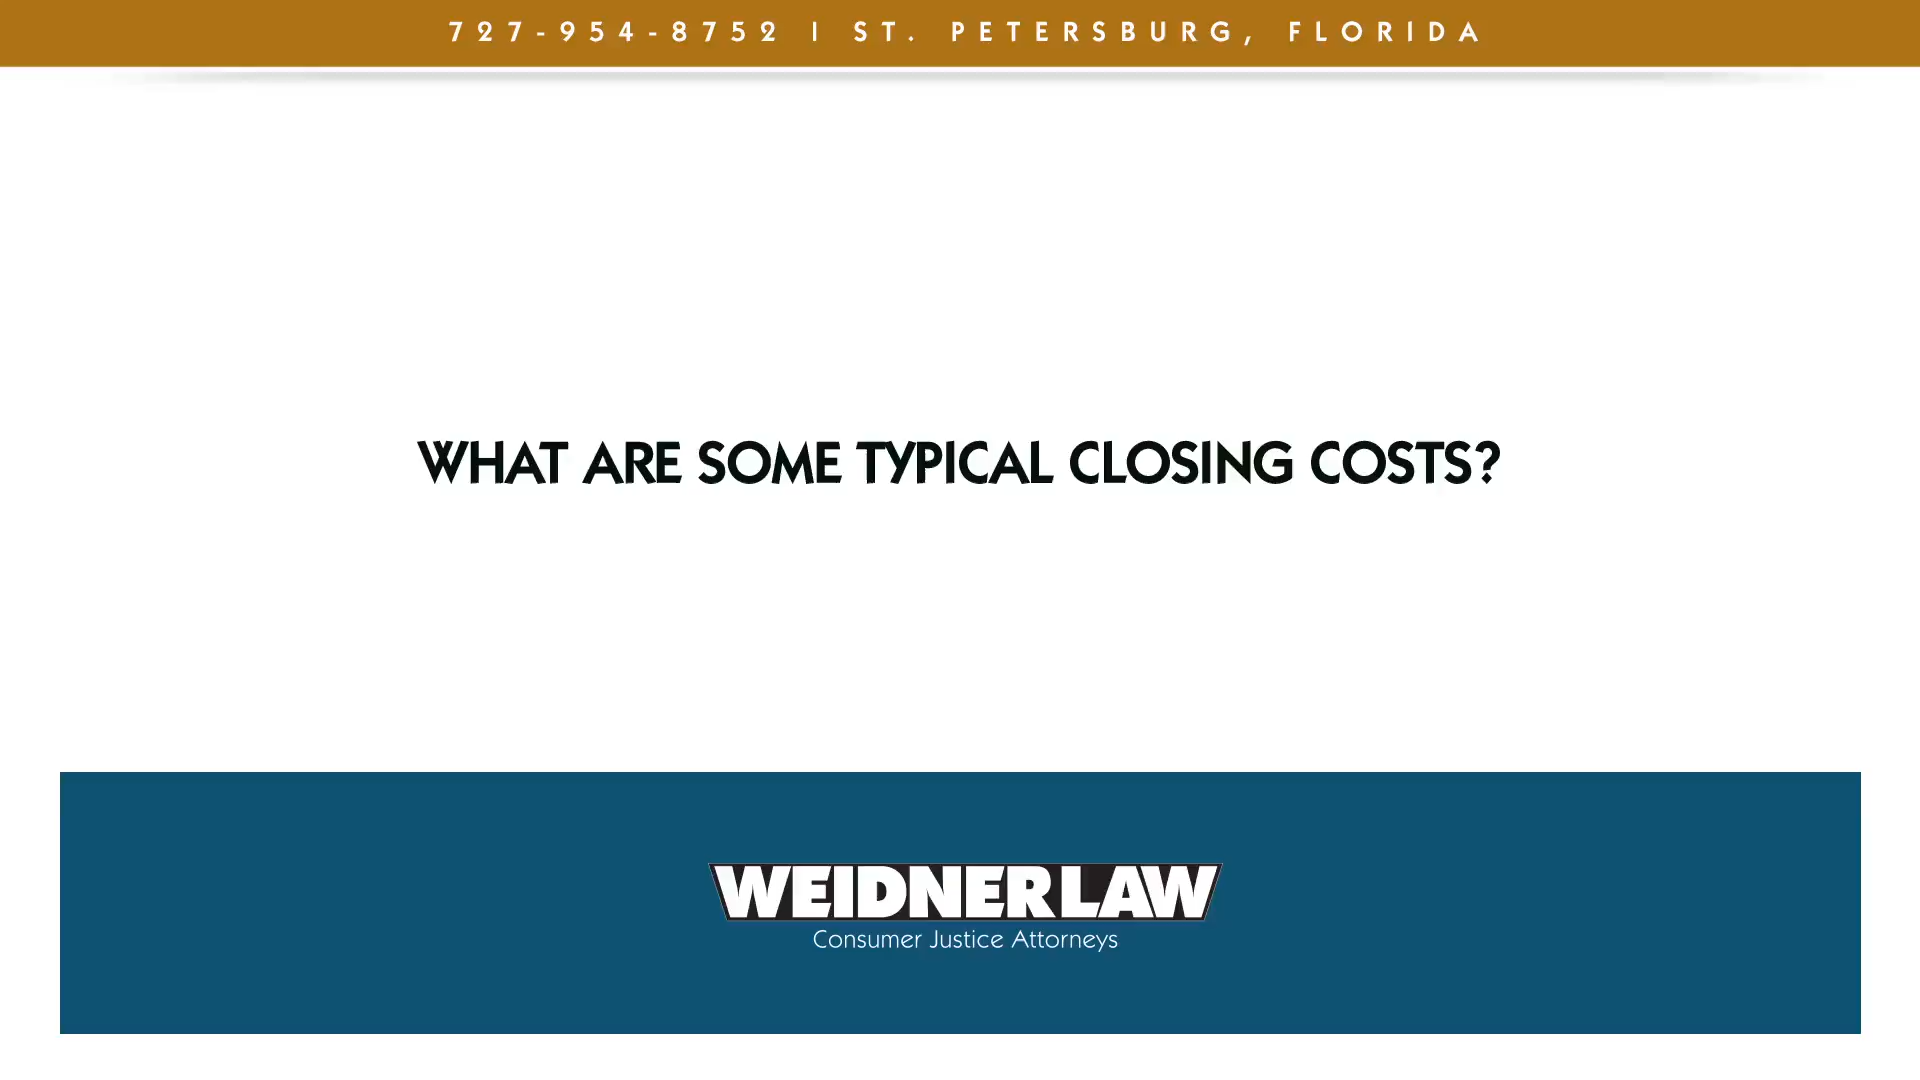 727-954-8752 | ST. PETERSBURG, FLORIDA
WHAT ARE SOME TYPICAL CLOSING COSTS?
WEIDNERLAW
Consumer Justice Attorneys